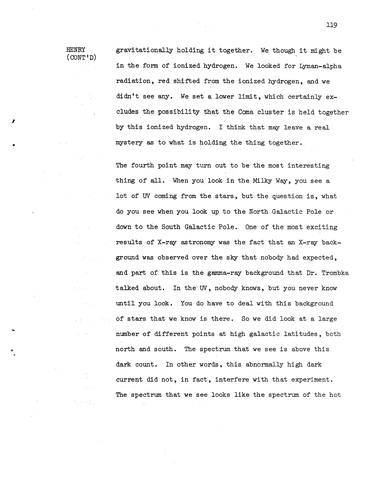 119
HENRY gravitationally holding it together. We though it might be
(CONT'D)
in the form of ionized hydrogen. We looked for Lyman-alpha
radiation, red shifted from the ionized hydrogen, and we
didn't see any. We set a lower limit, which certainly ex-
cludes the possibility that the Coma cluster is held together
by this ionized hydrogen. I think that may leave a real
mystery as to what is holding the thing together.
The fourth point may turn out to be the most interesting
thing of all. When you look in the Milky Way, you see a
lot of UV coming from the stars, but the question is, what
do you see when you look up to the North Galactic Pole or
down to the South Galactic Pole. One of the most exciting
results of X-ray astronomy was the fact that an X-ray back-
ground was observed over the sky that nobody had expected,
and part of this is the gamma-ray background that Dr. Trombka
talked about. In the UV, nobody knows, but you never know
until you look. You do have to deal with this background
of stars that we know is there. So we did look at a large
number of different points at high galactic latitudes, both
north and south. The spectrum that we see is above this
dark count. In other words, this abnormally high dark
current did not, in fact, interfere with that experiment.
The spectrum that we see looks like the spectrum of the hot